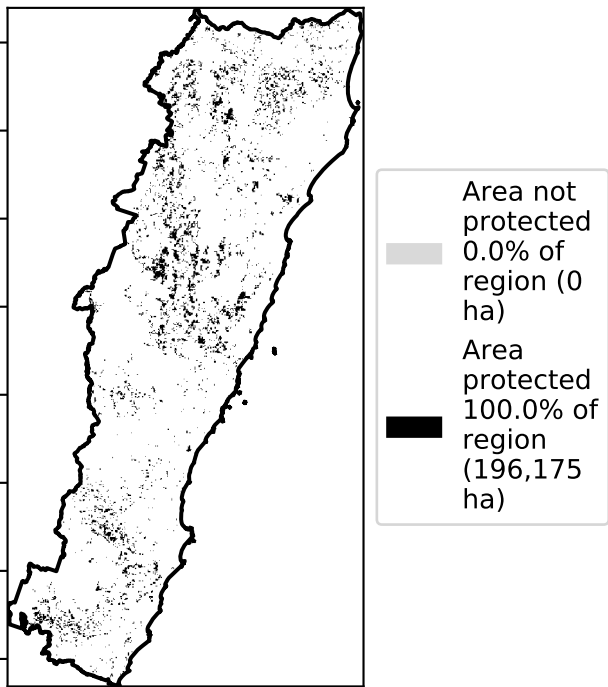 Area not
protected
0.0% of
region (0
ha)
Area
protected
100.0% of
region
(196,175
ha)